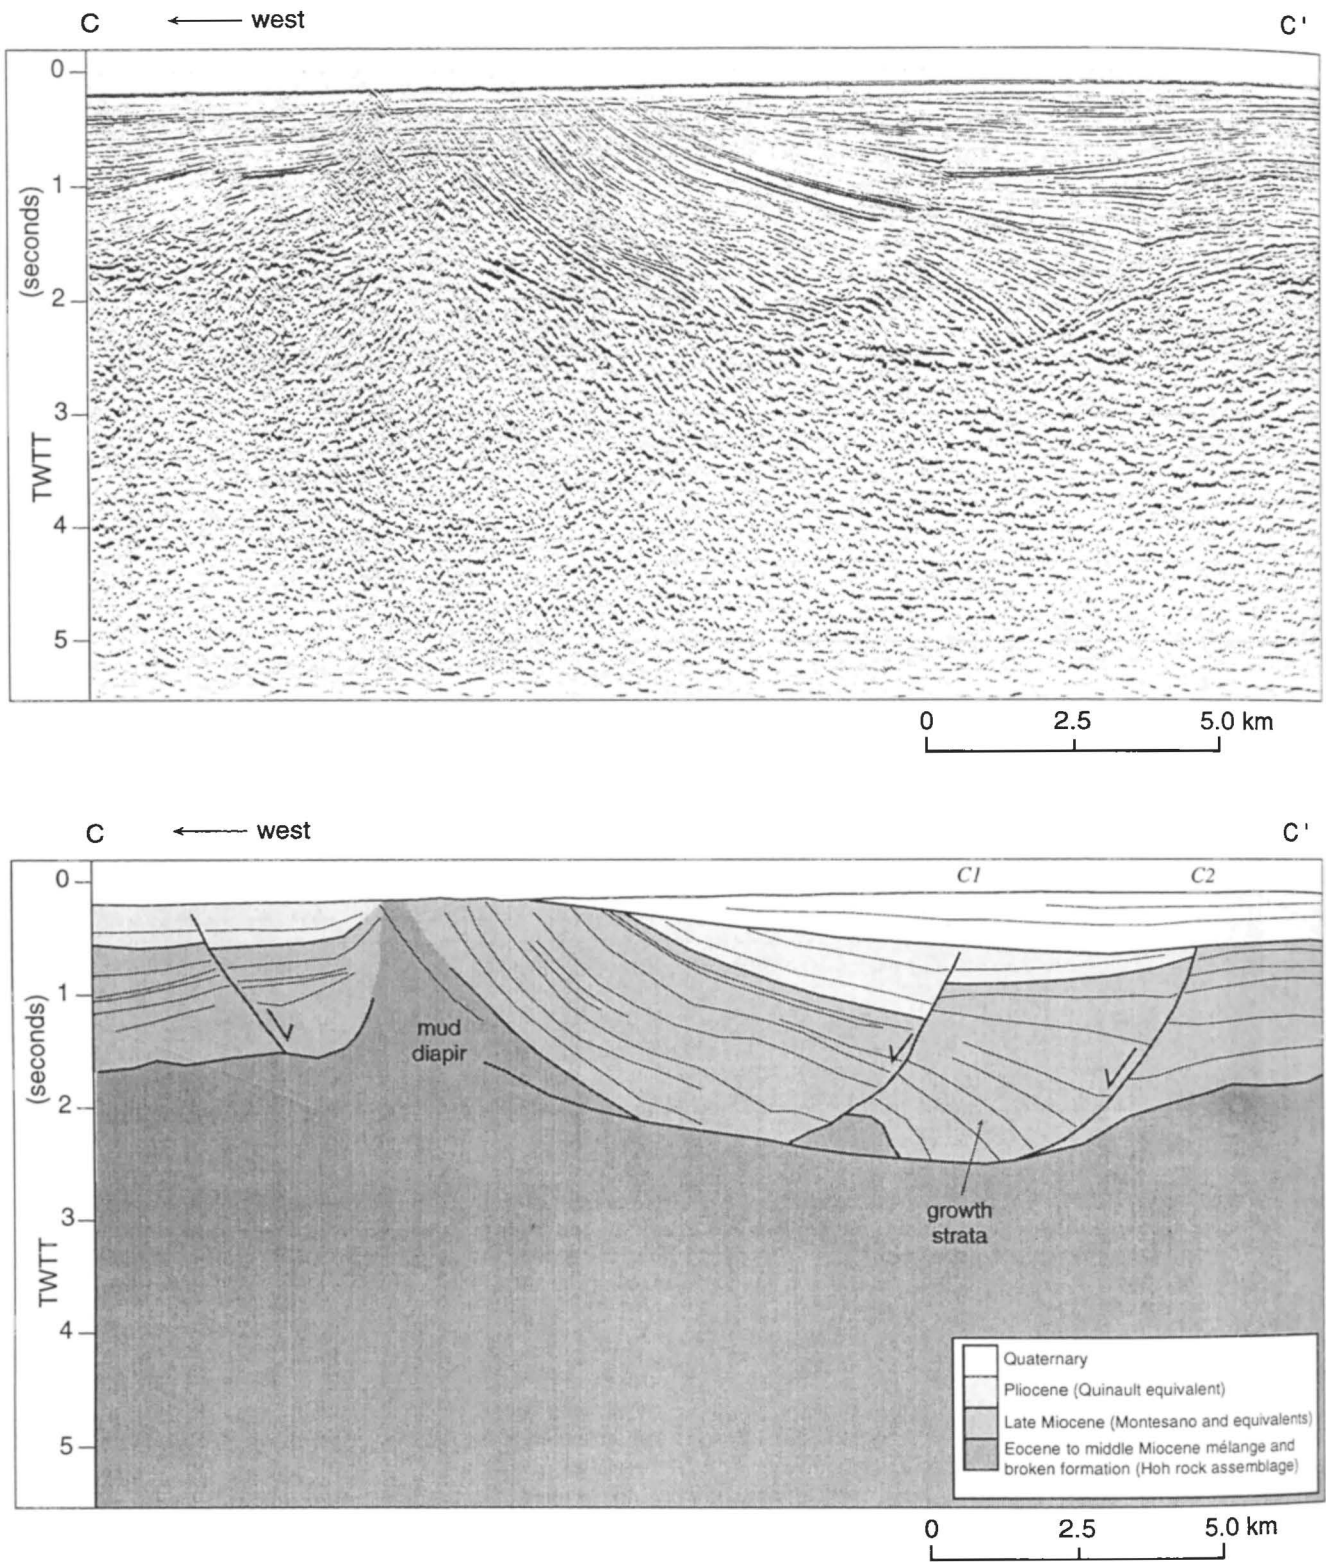 C ← west C'
0
1
2
3
4
5
TWTT (seconds)
0 2.5 5.0 km
C ← west C'
C1 C2
0
1
2
3
4
5
TWTT (seconds)
mud
diapir
growth
strata
Quaternary
Pliocene (Quinault equivalent)
Late Miocene (Montesano and equivalents)
Eocene to middle Miocene mélange and
broken formation (Hoh rock assemblage)
0 2.5 5.0 km